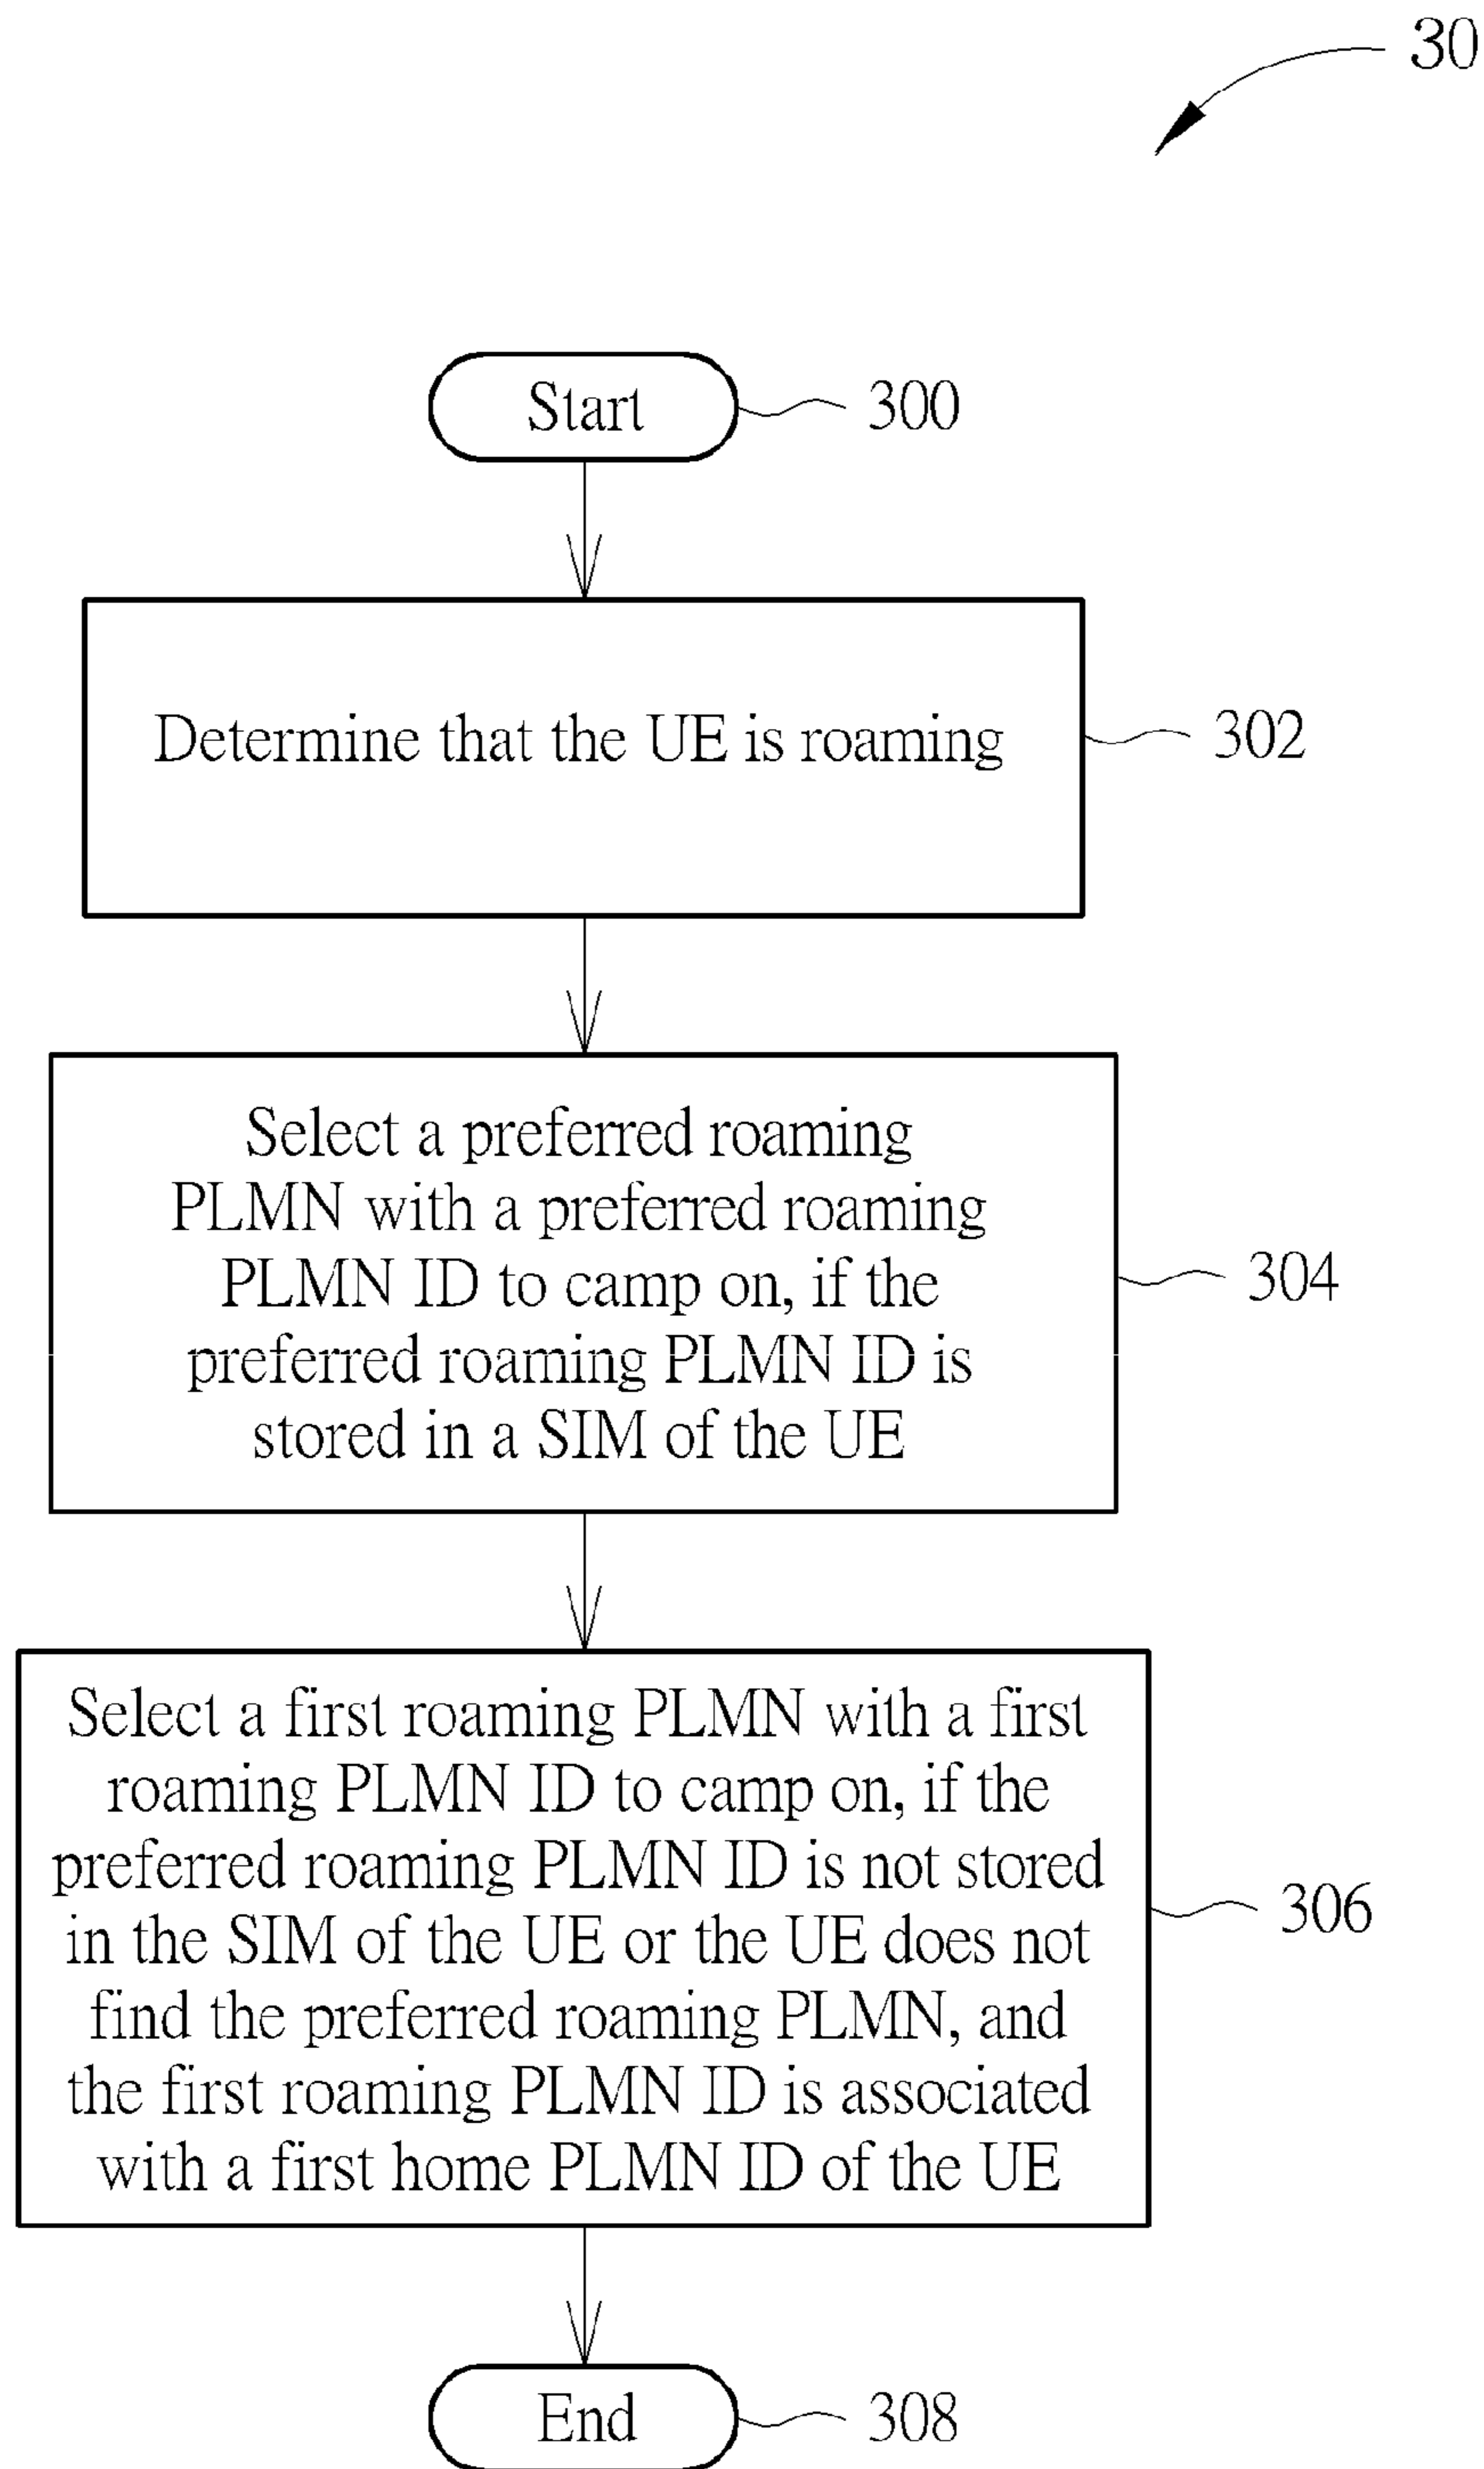 30
Start
300
Determine that the UE is roaming
302
Select a preferred roaming
PLMN with a preferred roaming
PLMN ID to camp on, if the
preferred roaming PLMN ID is
stored in a SIM of the UE
304
Select a first roaming PLMN with a first
roaming PLMN ID to camp on, if the
preferred roaming PLMN ID is not stored
in the SIM of the UE or the UE does not
find the preferred roaming PLMN, and
the first roaming PLMN ID is associated
with a first home PLMN ID of the UE
306
End
308